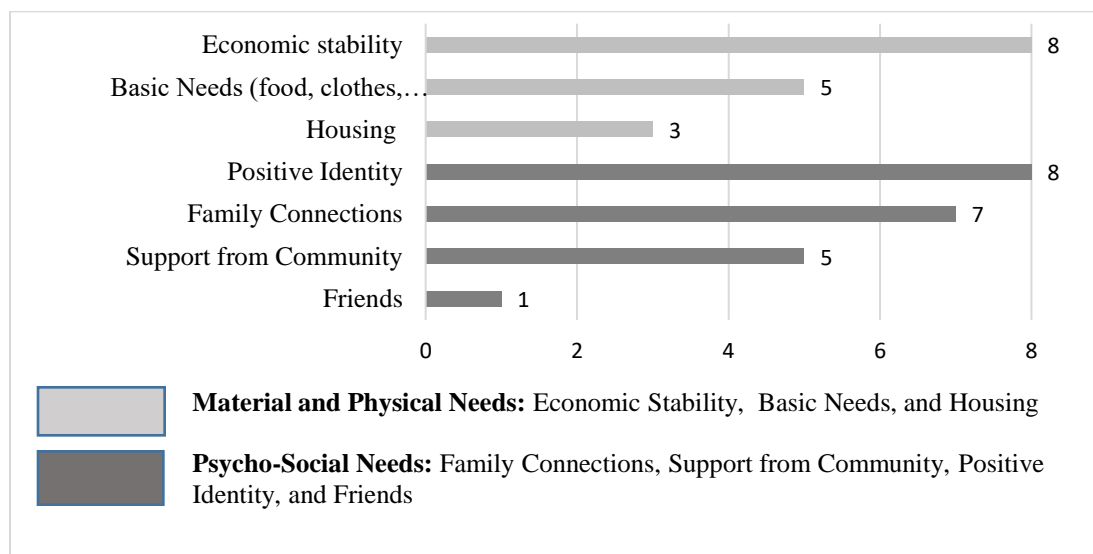 Economic stability
8
Basic Needs (food, clothes,…
5
Housing
3
Positive Identity
8
Family Connections
7
Support from Community
5
Friends
1
0 2 4 6 8
Material and Physical Needs: Economic Stability, Basic Needs, and Housing
Psycho-Social Needs: Family Connections, Support from Community, Positive
Identity, and Friends